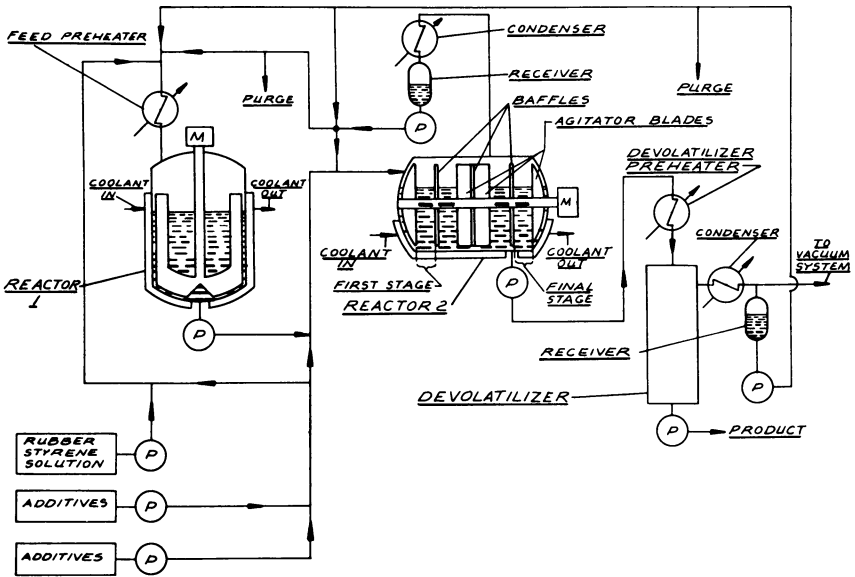 FEED PREHEATER
CONDENSER
RECEIVER
PURGE
PURGE
BAFFLES
P
AGITATOR BLADES
M
DEVOLATILIZER
PREHEATER
COOLANT
IN
COOLANT
OUT
M
CONDENSER
TO
VACUUM
SYSTEM
COOLANT
IN
COOLANT
OUT
REACTOR
1
FIRST STAGE
P
FINAL
STAGE
REACTOR 2
P
RECEIVER
P
DEVOLATILIZER
P
PRODUCT
RUBBER
STYRENE
SOLUTION
P
ADDITIVES
P
ADDITIVES
P